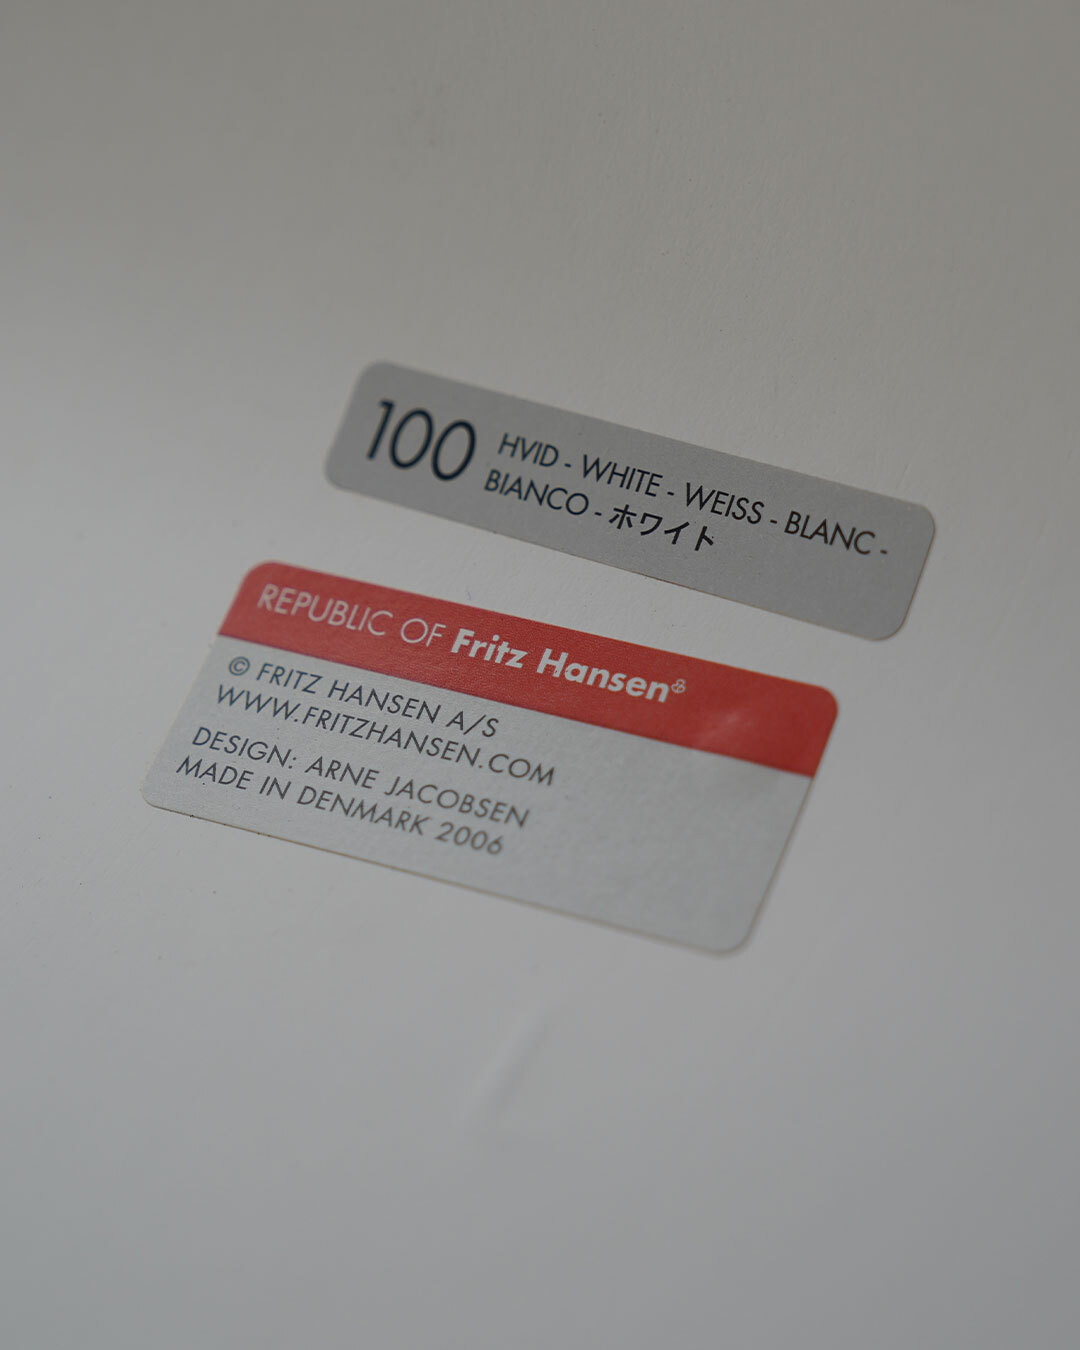 100
HVID - WHITE - WEISS - BLANC -
BIANCO - ホワイト
REPUBLIC OF Fritz Hansen
© FRITZ HANSEN A/S
WWW.FRITZHANSEN.COM
DESIGN: ARNE JACOBSEN
MADE IN DENMARK 2006